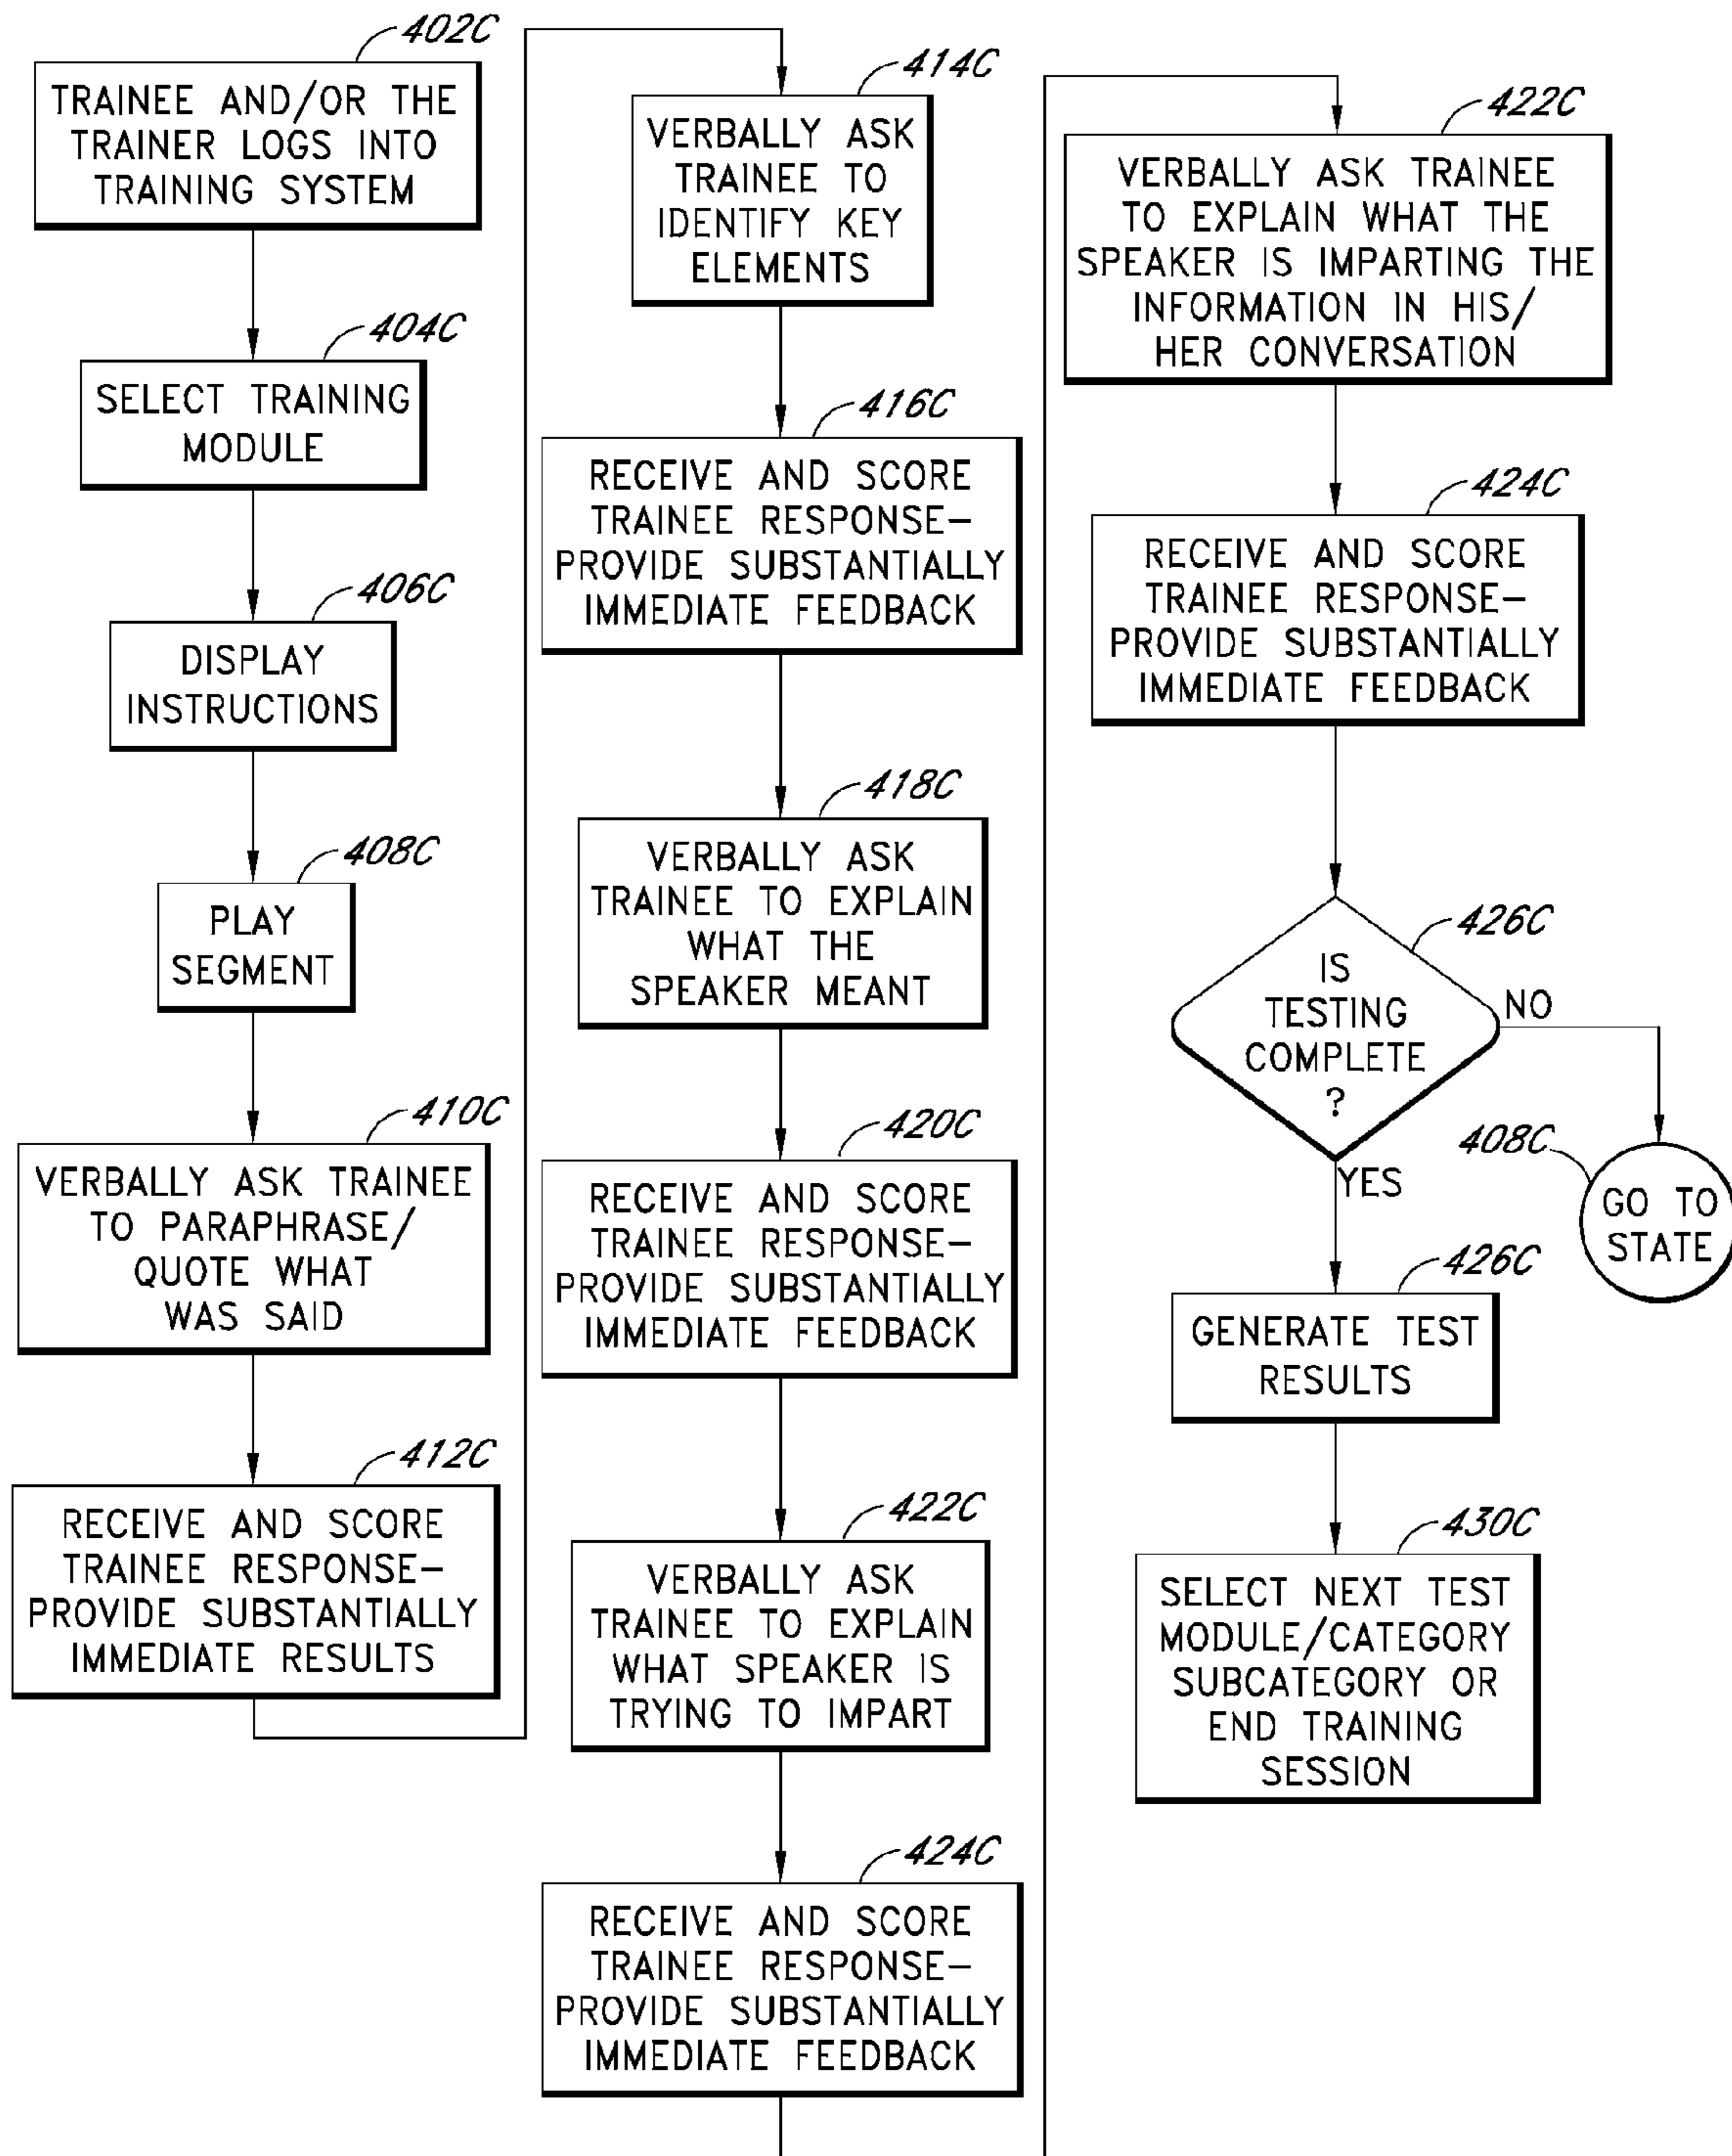 402C
TRAINEE AND/OR THE
TRAINER LOGS INTO
TRAINING SYSTEM
404C
SELECT TRAINING
MODULE
406C
DISPLAY
INSTRUCTIONS
408C
PLAY
SEGMENT
410C
VERBALLY ASK TRAINEE
TO PARAPHRASE/
QUOTE WHAT
WAS SAID
412C
RECEIVE AND SCORE
TRAINEE RESPONSE-
PROVIDE SUBSTANTIALLY
IMMEDIATE RESULTS
414C
VERBALLY ASK
TRAINEE TO
IDENTIFY KEY
ELEMENTS
416C
RECEIVE AND SCORE
TRAINEE RESPONSE-
PROVIDE SUBSTANTIALLY
IMMEDIATE FEEDBACK
418C
VERBALLY ASK
TRAINEE TO EXPLAIN
WHAT THE
SPEAKER MEANT
420C
RECEIVE AND SCORE
TRAINEE RESPONSE-
PROVIDE SUBSTANTIALLY
IMMEDIATE FEEDBACK
422C
VERBALLY ASK
TRAINEE TO EXPLAIN
WHAT SPEAKER IS
TRYING TO IMPART
424C
RECEIVE AND SCORE
TRAINEE RESPONSE-
PROVIDE SUBSTANTIALLY
IMMEDIATE FEEDBACK
422C
VERBALLY ASK TRAINEE
TO EXPLAIN WHAT THE
SPEAKER IS IMPARTING THE
INFORMATION IN HIS/
HER CONVERSATION
424C
RECEIVE AND SCORE
TRAINEE RESPONSE-
PROVIDE SUBSTANTIALLY
IMMEDIATE FEEDBACK
426C
IS
TESTING
COMPLETE
?
NO
408C
GO TO
STATE
YES
426C
GENERATE TEST
RESULTS
430C
SELECT NEXT TEST
MODULE/CATEGORY
SUBCATEGORY OR
END TRAINING
SESSION